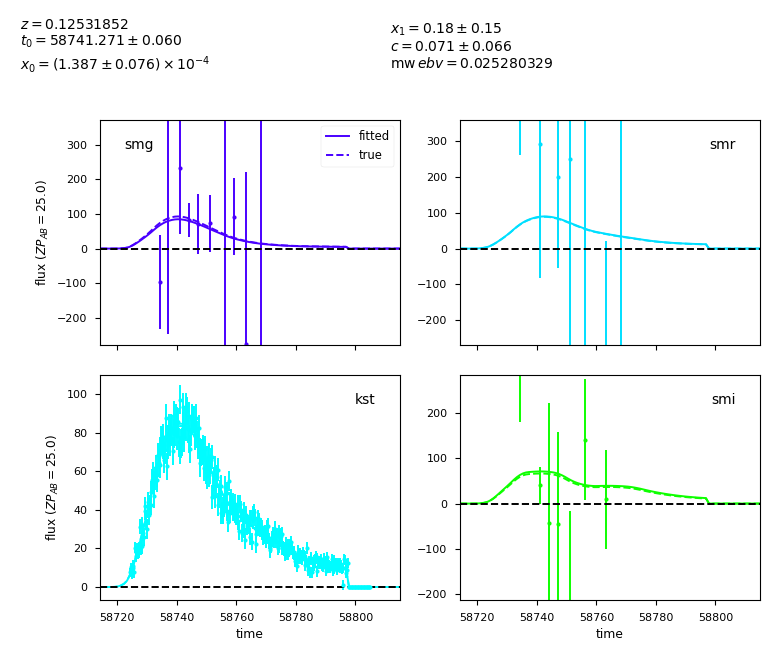 z = 0.12531852
t₀ = 58741.271 ± 0.060
x₀ = (1.387 ± 0.076) × 10⁻⁴
x₁ = 0.18 ± 0.15
c = 0.071 ± 0.066
mw ebv = 0.025280329
smg
fitted
true
300
200
100
0
−100
−200
flux (ZP_AB = 25.0)
smr
300
200
100
0
−100
−200
kst
100
80
60
40
20
0
flux (ZP_AB = 25.0)
58720 58740 58760 58780 58800
time
smi
200
100
0
−100
−200
58720 58740 58760 58780 58800
time